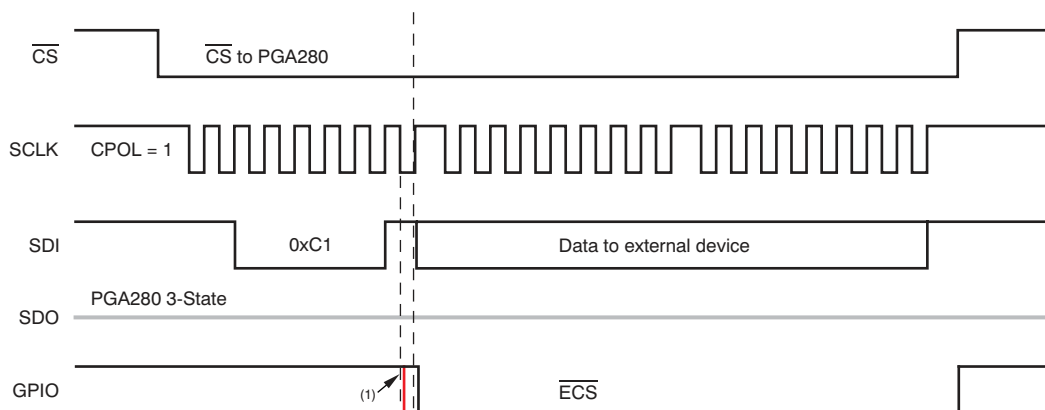 CS
CS to PGA280
SCLK
CPOL = 1
SDI
0xC1
Data to external device
PGA280 3-State
SDO
GPIO
(1)
ECS